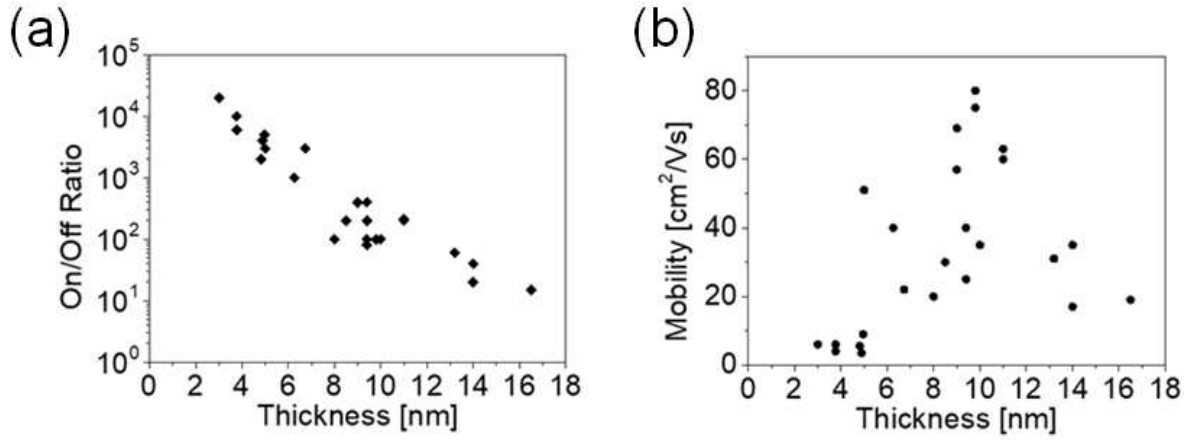 (a)
10^5
10^4
10^3
10^2
10^1
10^0
On/Off Ratio
0 2 4 6 8 10 12 14 16 18
Thickness [nm]
(b)
80
60
40
20
0
Mobility [cm^2/Vs]
0 2 4 6 8 10 12 14 16 18
Thickness [nm]